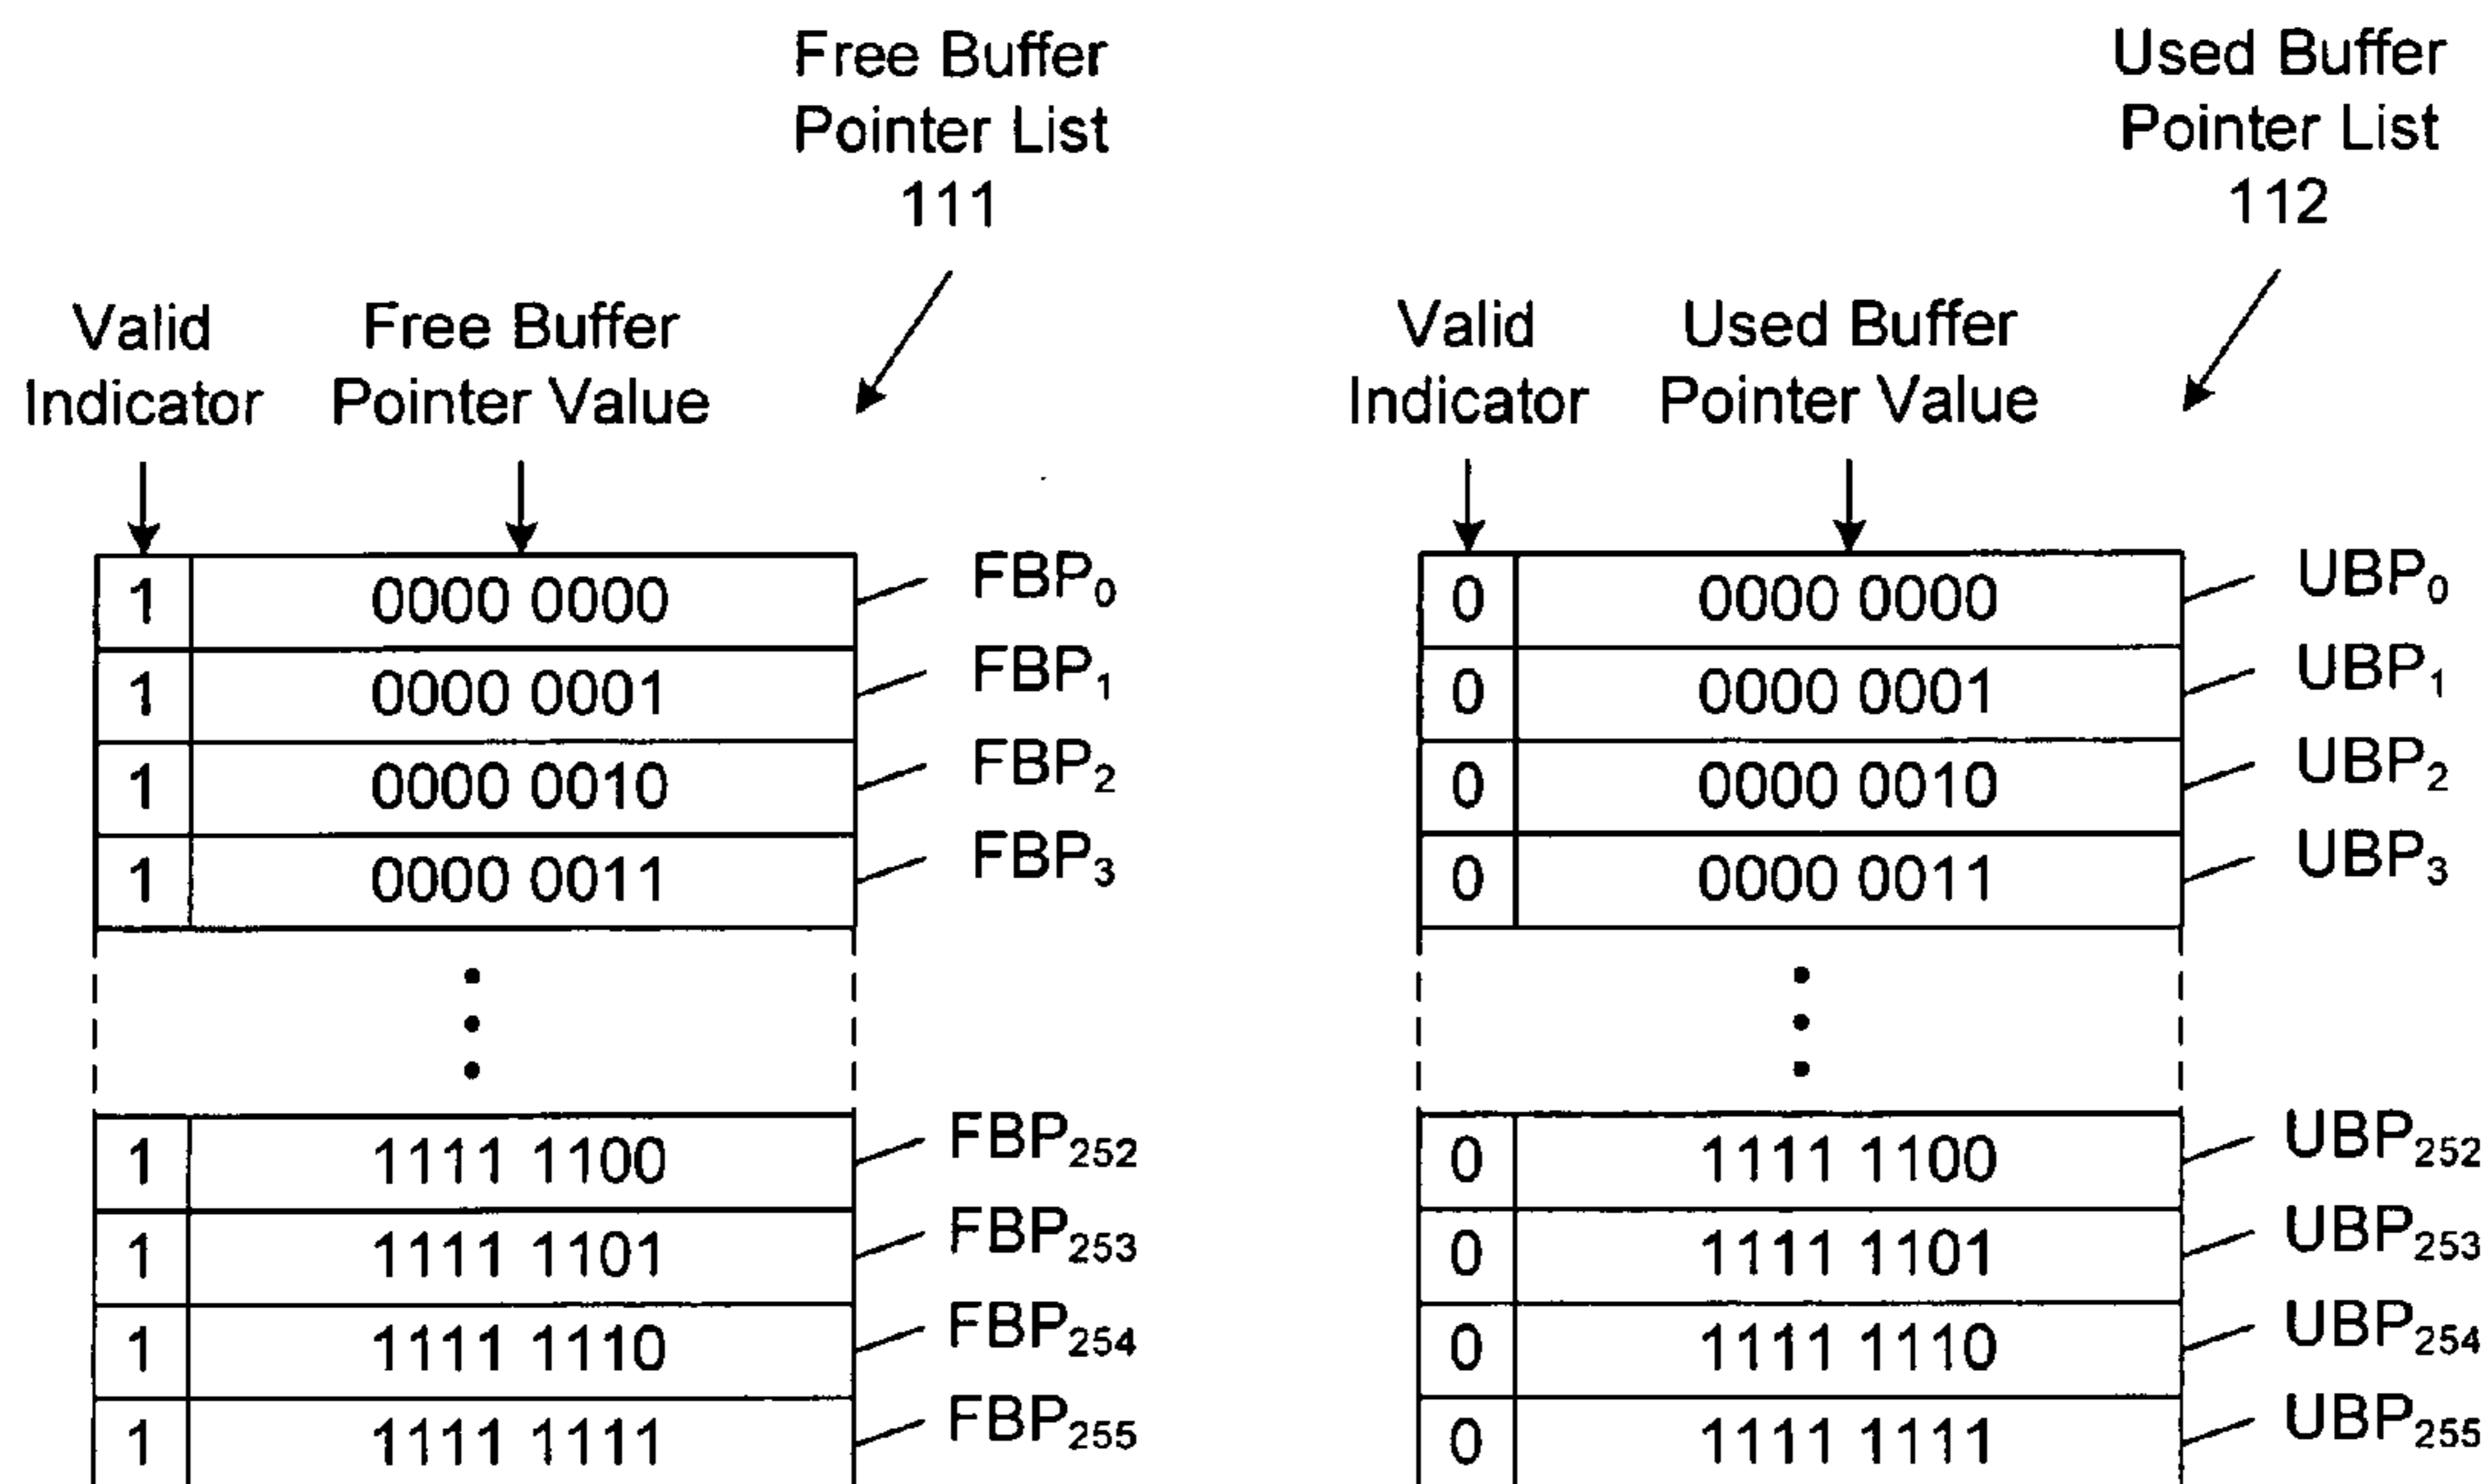 Free Buffer
Pointer List
111
Used Buffer
Pointer List
112
Valid
Indicator
Free Buffer
Pointer Value
Valid
Indicator
Used Buffer
Pointer Value
1 0000 0000 FBP₀
1 0000 0001 FBP₁
1 0000 0010 FBP₂
1 0000 0011 FBP₃
1 1111 1100 FBP₂₅₂
1 1111 1101 FBP₂₅₃
1 1111 1110 FBP₂₅₄
1 1111 1111 FBP₂₅₅
0 0000 0000 UBP₀
0 0000 0001 UBP₁
0 0000 0010 UBP₂
0 0000 0011 UBP₃
0 1111 1100 UBP₂₅₂
0 1111 1101 UBP₂₅₃
0 1111 1110 UBP₂₅₄
0 1111 1111 UBP₂₅₅